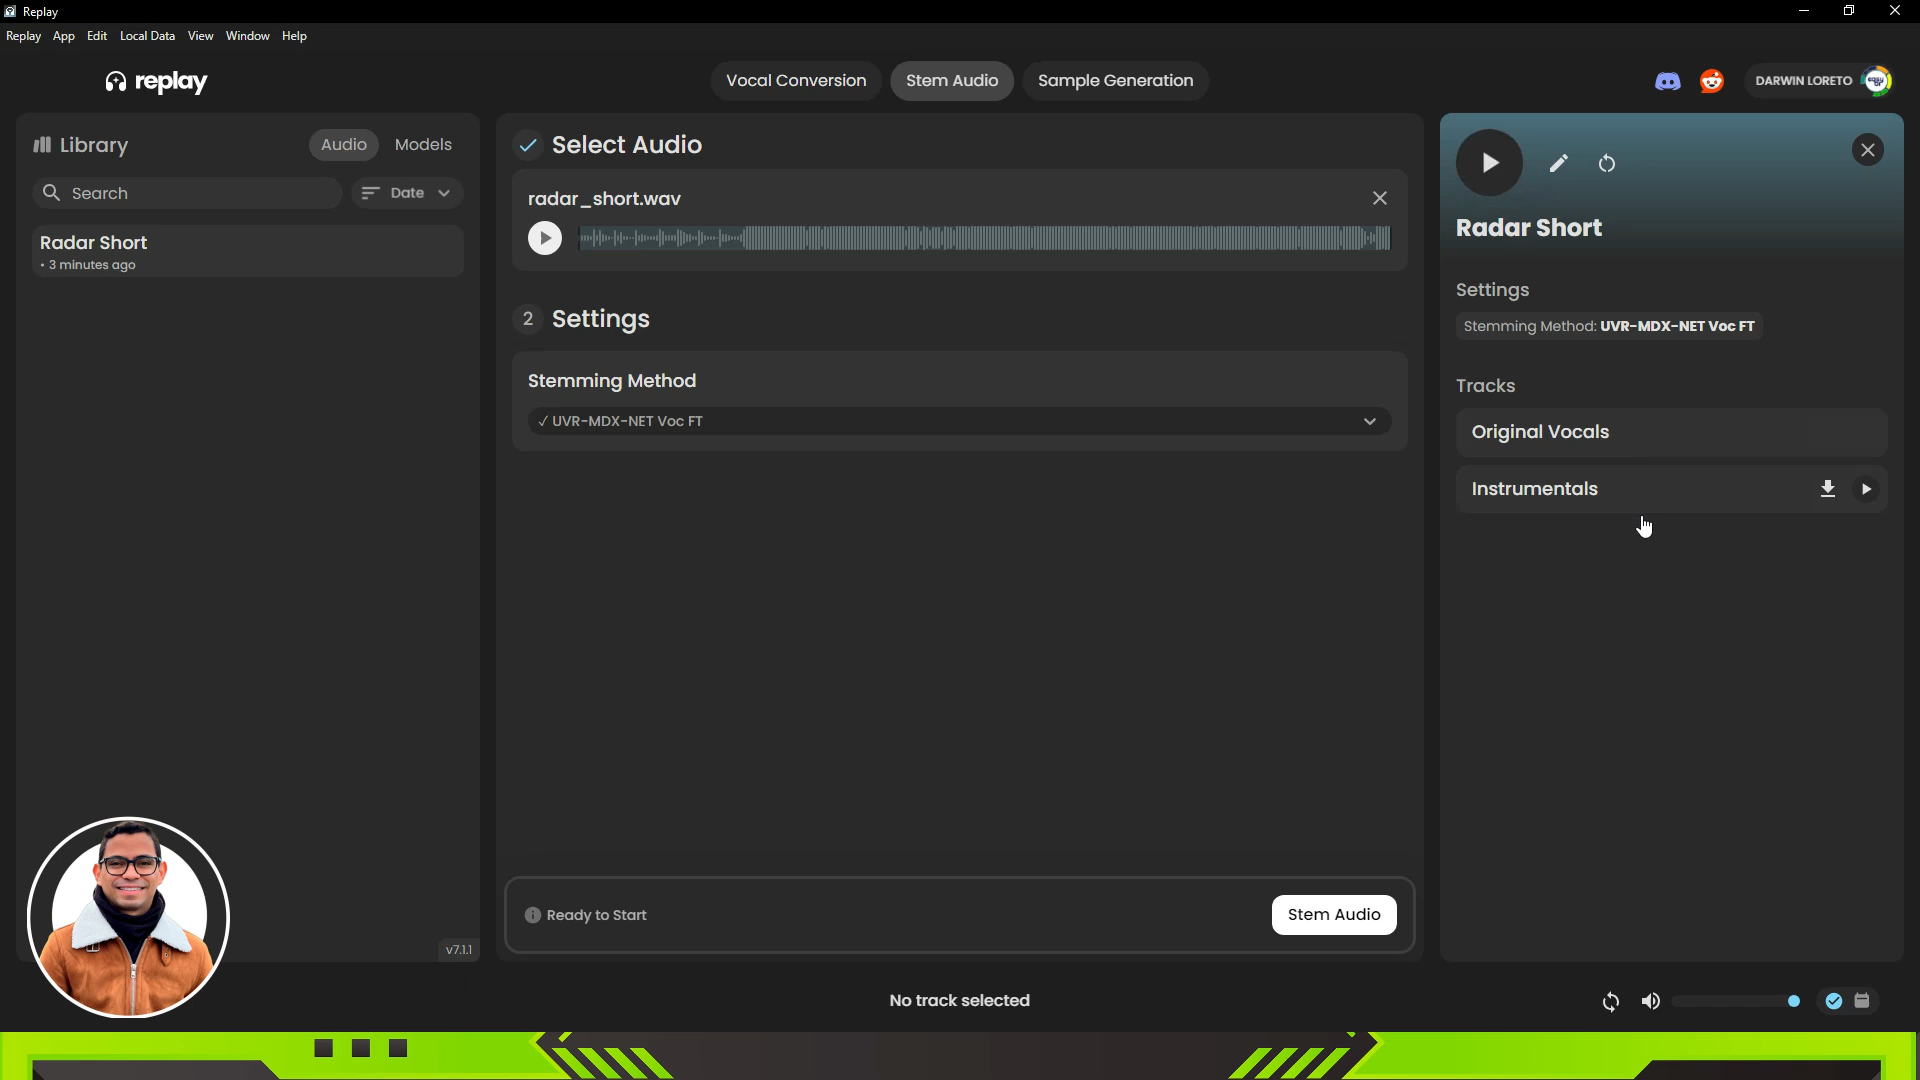 Replay
Replay App Edit Local Data View Window Help
replay
Vocal Conversion Stem Audio Sample Generation
DARWIN LORETO
Library
Audio Models
Search
Date
Radar Short
• 3 minutes ago
v7.1.1
Select Audio
radar_short.wav
2 Settings
Stemming Method
✓ UVR-MDX-NET Voc FT
Ready to Start
Stem Audio
Radar Short
Settings
Stemming Method: UVR-MDX-NET Voc FT
Tracks
Original Vocals
Instrumentals
No track selected